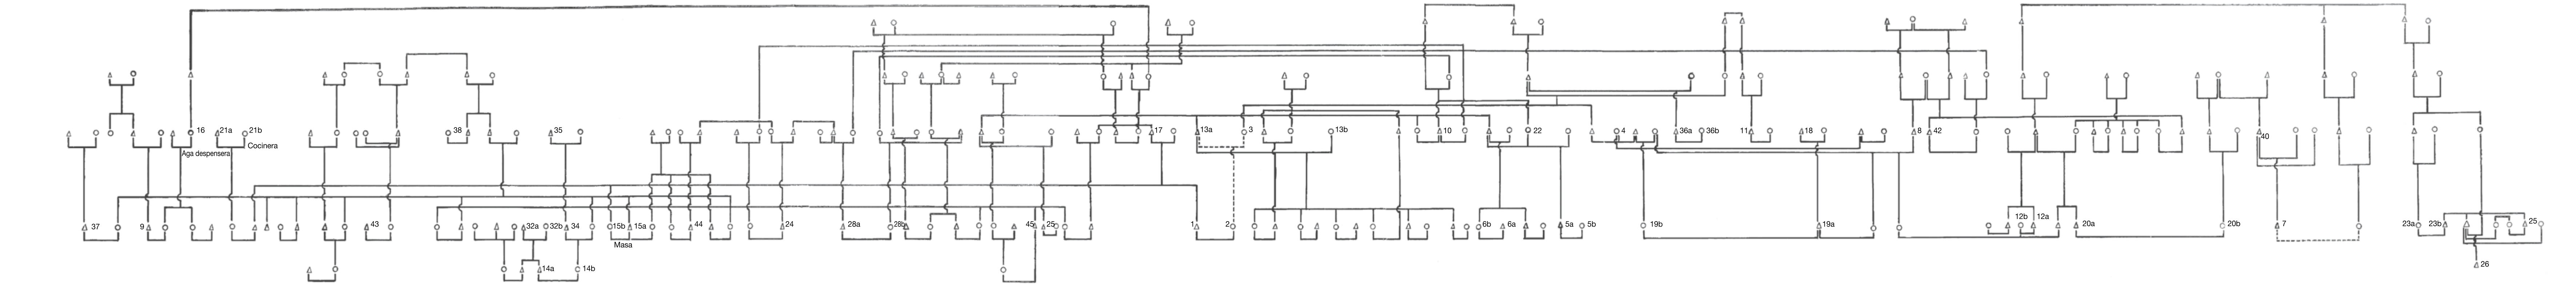 16 21a 21b 38 35 17 13a 3 13b 10 22 4 36a 36b 11 18 8 42 40
Cocinera
Aga despensera
37 9 43 32a 32b 34 15b 15a 44 24 28a 28b 45 25 1 2 6b 6a 5a 5b 19b 19a 12b 12a 20a 20b 7 23a 23b 25
Masa
14a 14b 26